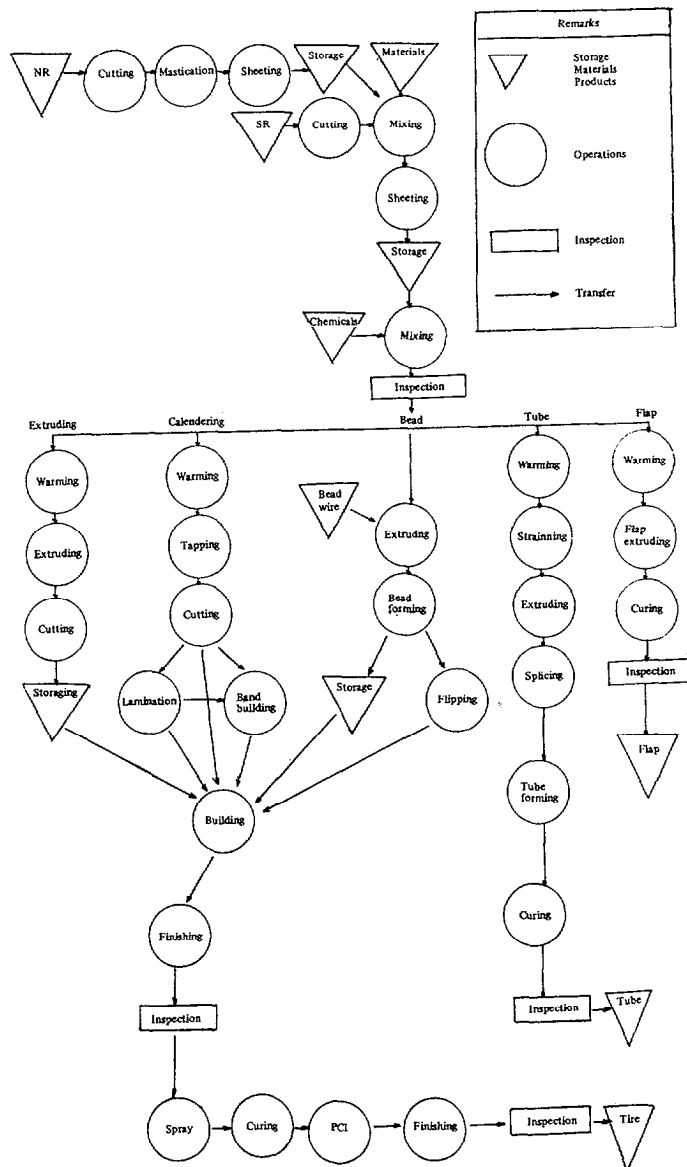 Remarks
Storage
Materials
Products
Operations
Inspection
Transfer
NR
Cutting
Mastication
Sheeting
Storage
Materials
SR
Cutting
Mixing
Sheeting
Storage
Chemicals
Mixing
Inspection
Extruding
Calendering
Bead
Tube
Flap
Warming
Extruding
Cutting
Storaging
Warming
Tapping
Cutting
Lamination
Band
building
Bead
wire
Extrudng
Bead
forming
Storage
Flipping
Warming
Strainning
Extruding
Splicing
Tube
forming
Curing
Inspection
Tube
Warming
Flap
extruding
Curing
Inspection
Flap
Building
Finishing
Inspection
Spray
Curing
PCI
Finishing
Inspection
Tire